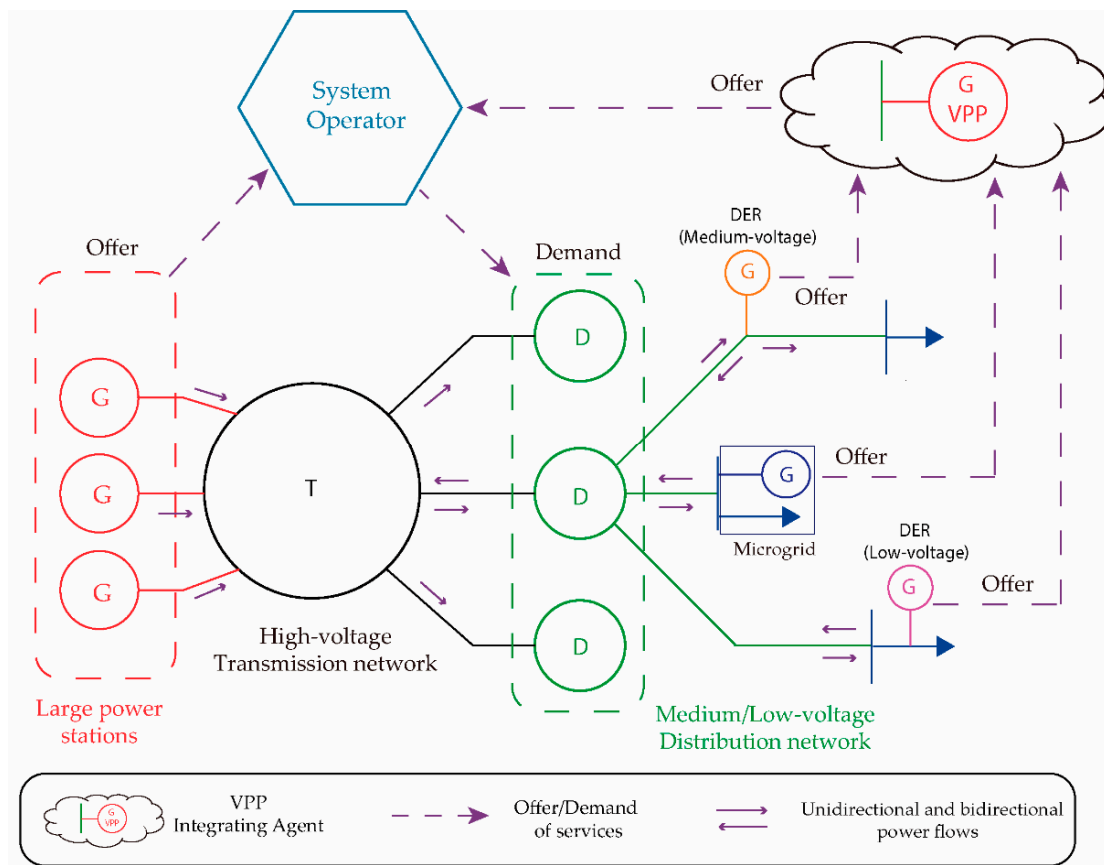 System
Operator
Offer
G
VPP
Offer
Demand
DER
(Medium-voltage)
G
Offer
D
G
G
G
T
D
G
Offer
Microgrid
DER
(Low-voltage)
G
Offer
D
High-voltage
Transmission network
Large power
stations
Medium/Low-voltage
Distribution network
G
VPP
VPP
Integrating Agent
Offer/Demand
of services
Unidirectional and bidirectional
power flows